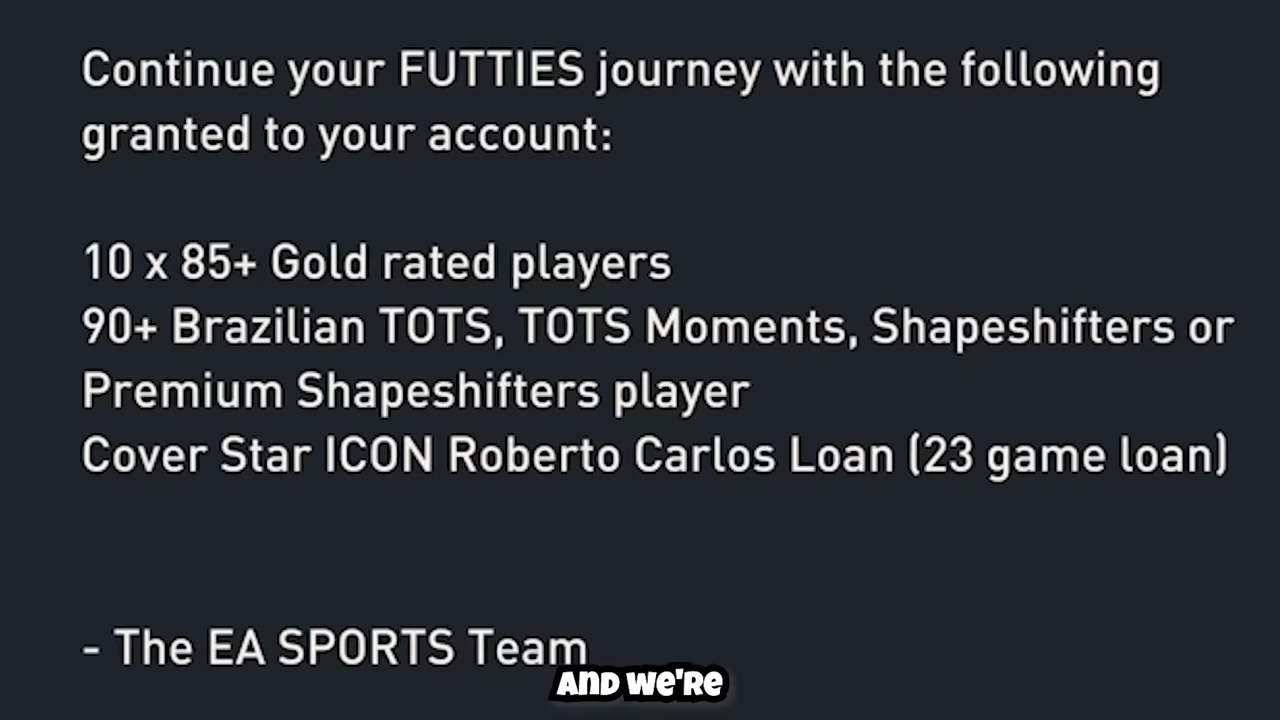 Continue your FUTTIES journey with the following
granted to your account:
10 x 85+ Gold rated players
90+ Brazilian TOTS, TOTS Moments, Shapeshifters or
Premium Shapeshifters player
Cover Star ICON Roberto Carlos Loan (23 game loan)
- The EA SPORTS Team
AND WE'RE